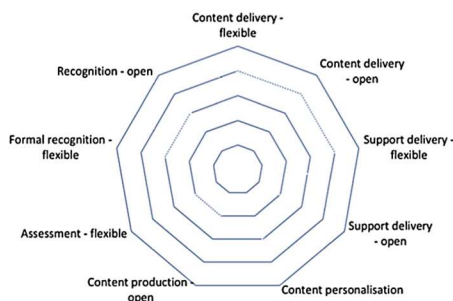 Content delivery -
flexible
Content delivery
- open
Support delivery -
flexible
Support delivery
- open
Content personalisation
Content production -
open
Assessment - flexible
Formal recognition -
flexible
Recognition - open